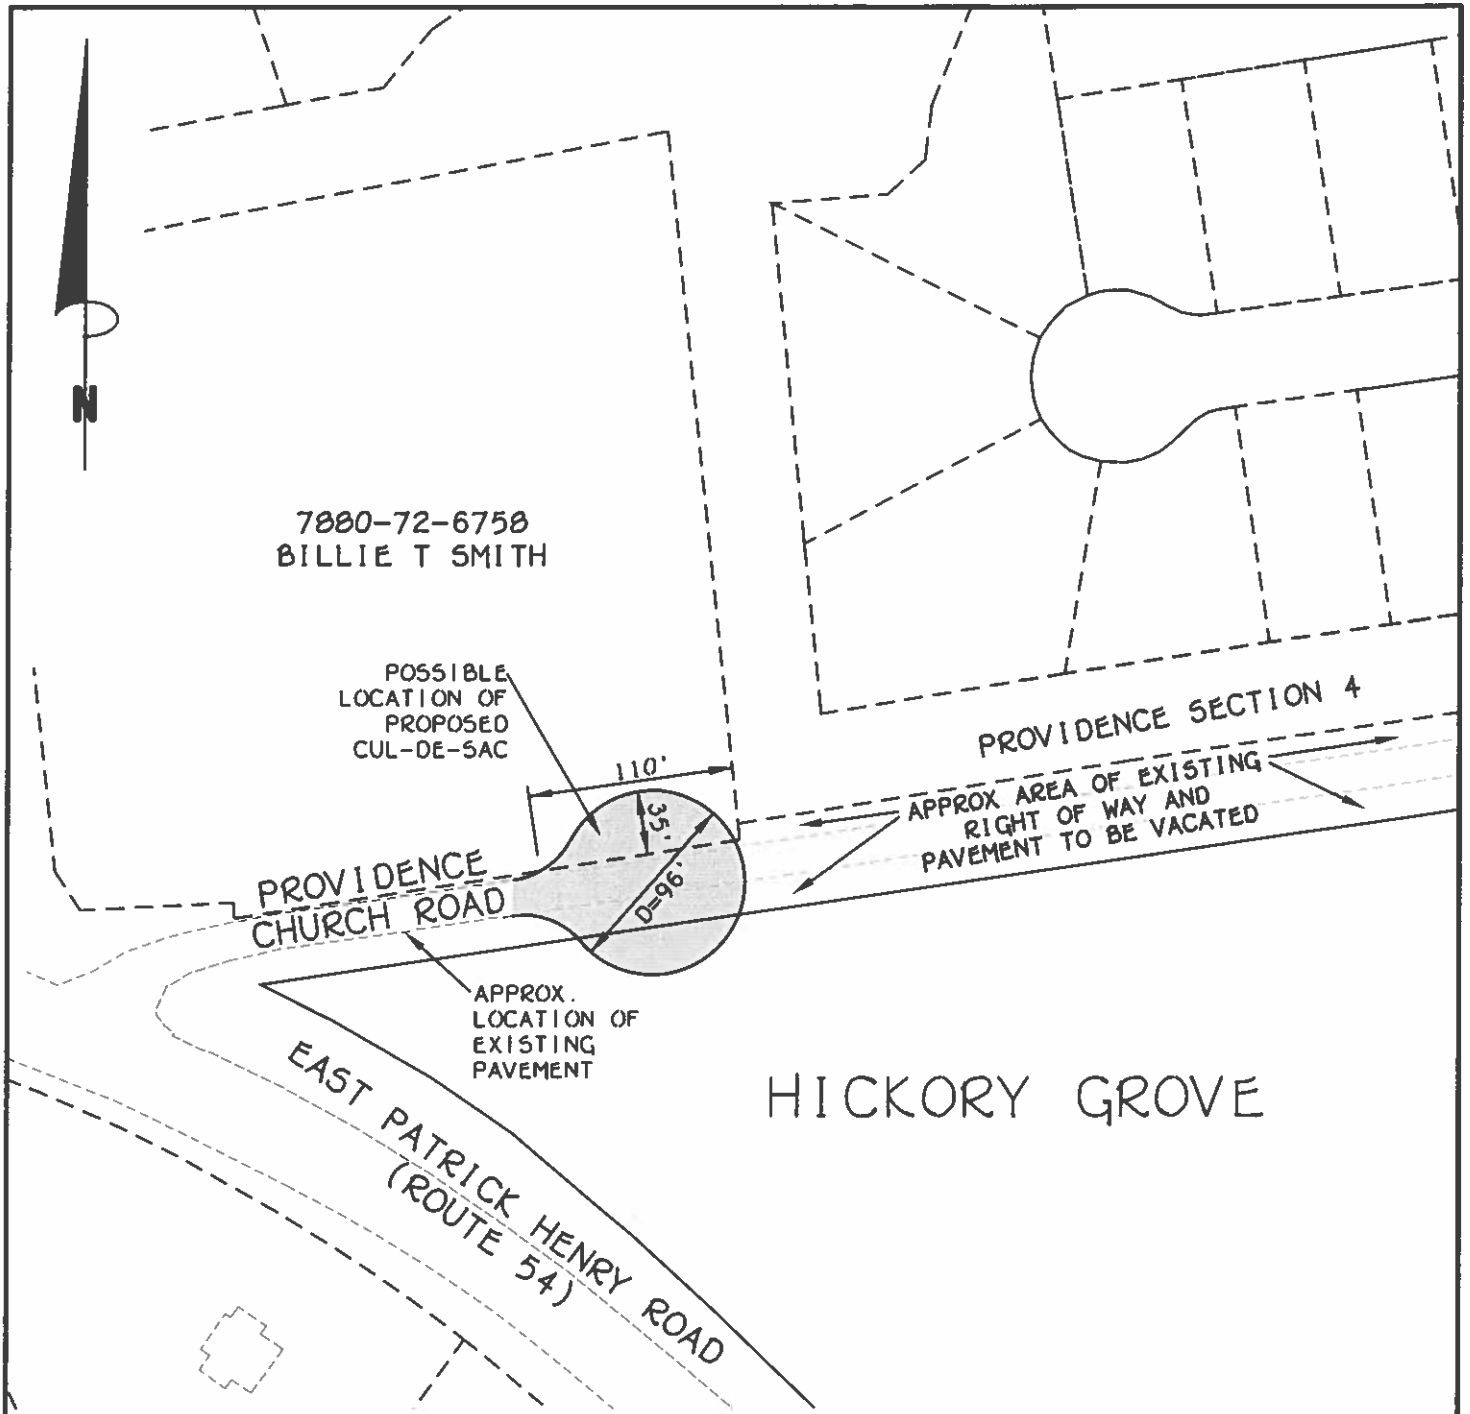 N
7880-72-6758
BILLIE T SMITH
POSSIBLE
LOCATION OF
PROPOSED
CUL-DE-SAC
110'
35'
D=96'
PROVIDENCE SECTION 4
APPROX AREA OF EXISTING
RIGHT OF WAY AND
PAVEMENT TO BE VACATED
PROVIDENCE
CHURCH ROAD
APPROX.
LOCATION OF
EXISTING
PAVEMENT
HICKORY GROVE
EAST PATRICK HENRY ROAD
(ROUTE 54)